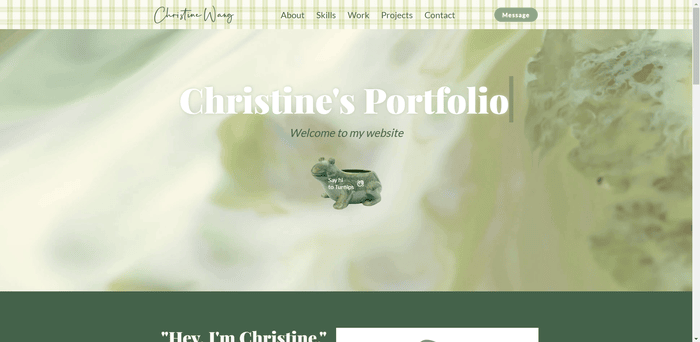 Christine Wang
About Skills Work Projects Contact
Message
Christine's Portfolio
Welcome to my website
Say hi
to Turnips
"Hey, I'm Christine."